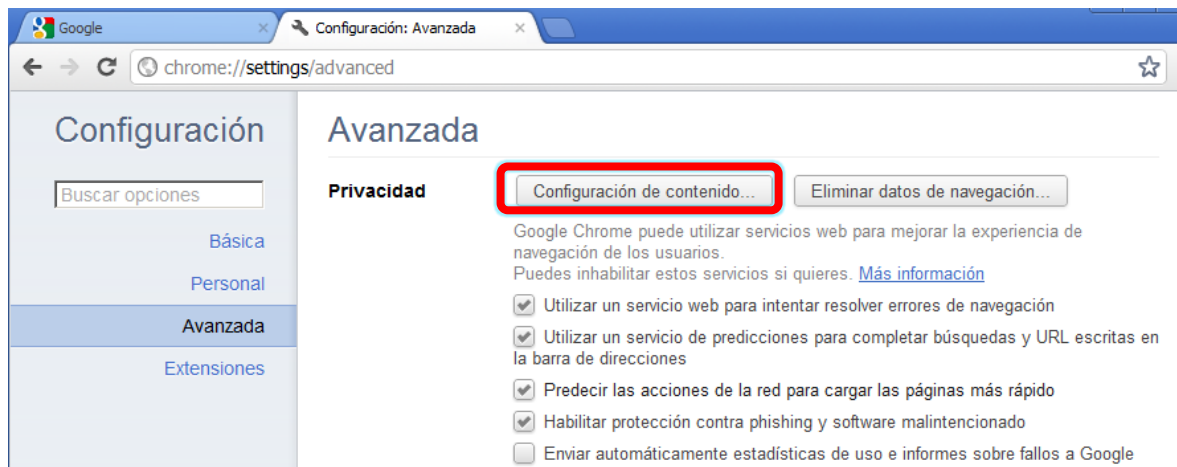 Google
Configuración: Avanzada
chrome://settings/advanced
Configuración
Buscar opciones
Básica
Personal
Avanzada
Extensiones
Avanzada
Privacidad
Configuración de contenido...
Eliminar datos de navegación...
Google Chrome puede utilizar servicios web para mejorar la experiencia de
navegación de los usuarios.
Puedes inhabilitar estos servicios si quieres. Más información
Utilizar un servicio web para intentar resolver errores de navegación
Utilizar un servicio de predicciones para completar búsquedas y URL escritas en
la barra de direcciones
Predecir las acciones de la red para cargar las páginas más rápido
Habilitar protección contra phishing y software malintencionado
Enviar automáticamente estadísticas de uso e informes sobre fallos a Google